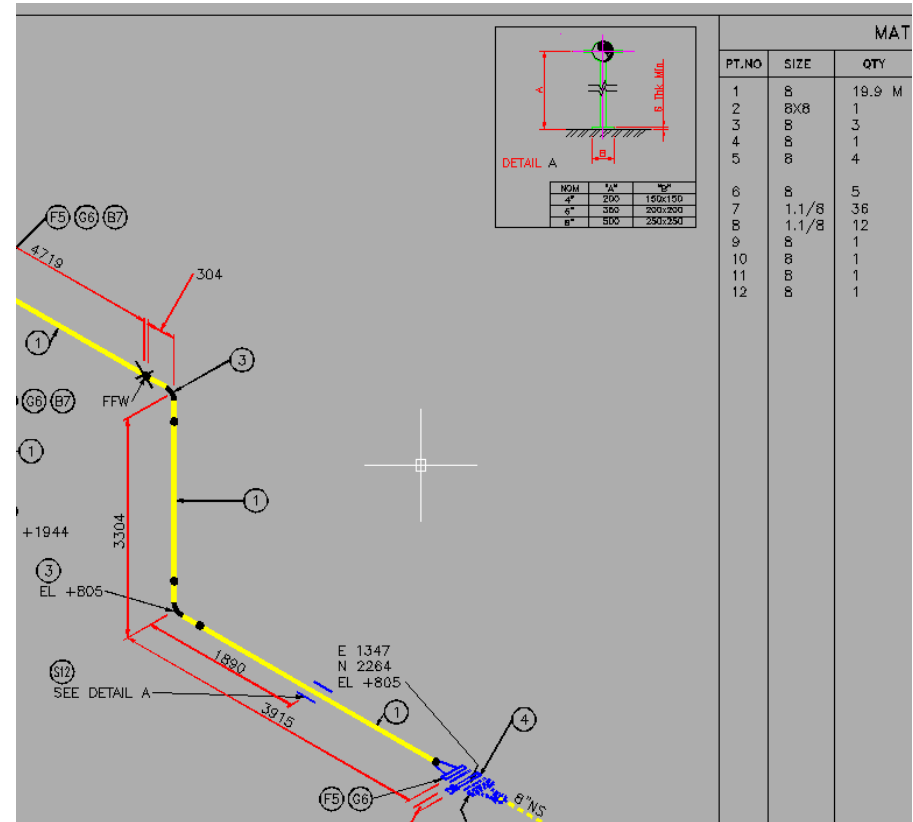 MAT
PT.NO SIZE QTY
1 8 19.9 M
2 8X8 1
3 8 3
4 8 1
5 8 4
6 8 5
7 1.1/8 36
8 1.1/8 12
9 8 1
10 8 1
11 8 1
12 8 1
A
6 Thk Min
B
DETAIL A
NOM "A" "B"
4" 200 150x150
6" 360 200x200
8" 500 250x250
F5 G6 B7
4719
304
1
3
FFW
G6 B7
1
1
3304
+1944
3
EL +805
1890
E 1347
N 2264
EL +805
S12
SEE DETAIL A
3915
1
4
F5 G6
8"NS